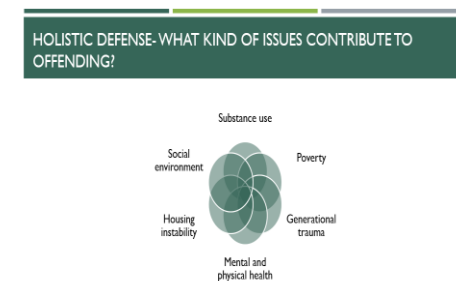 HOLISTIC DEFENSE- WHAT KIND OF ISSUES CONTRIBUTE TO
OFFENDING?
Substance use
Poverty
Generational
trauma
Mental and
physical health
Housing
instability
Social
environment